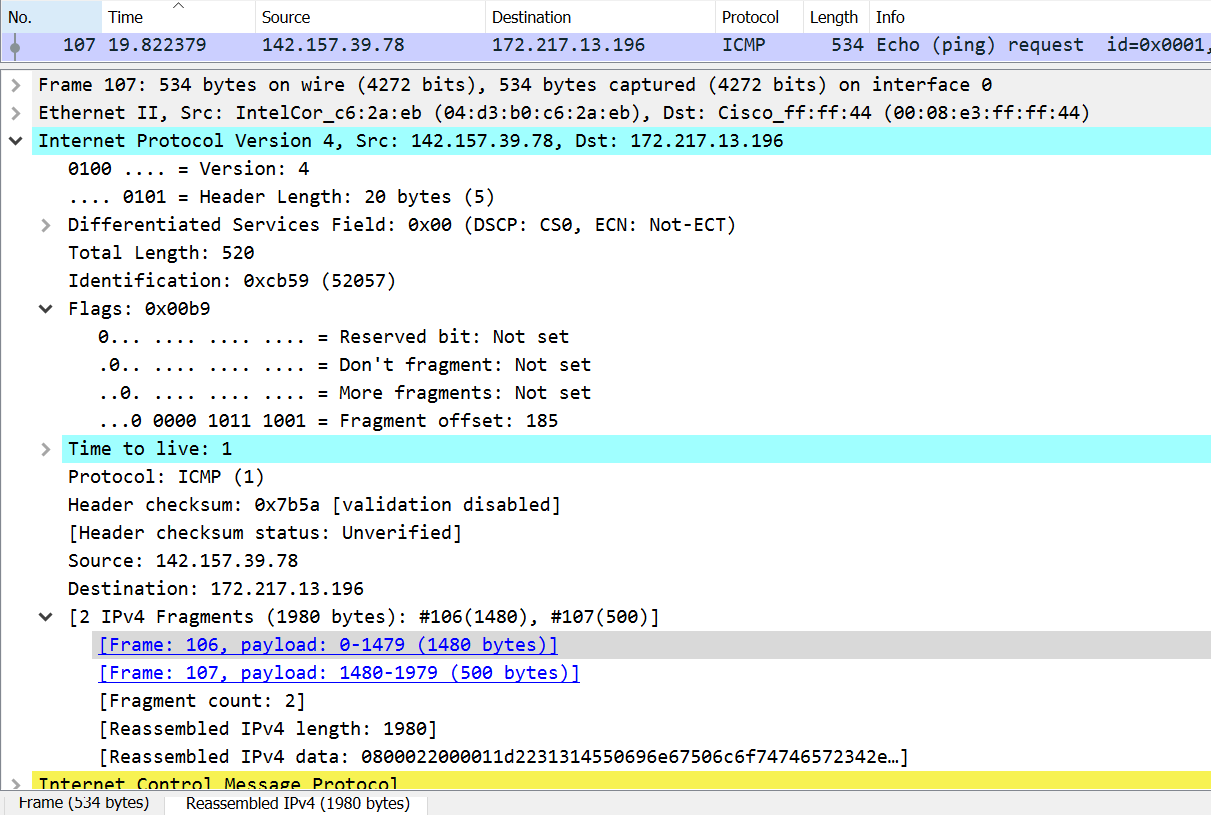 No. Time Source Destination Protocol Length Info
107 19.822379 142.157.39.78 172.217.13.196 ICMP 534 Echo (ping) request id=0x0001,
Frame 107: 534 bytes on wire (4272 bits), 534 bytes captured (4272 bits) on interface 0
Ethernet II, Src: IntelCor_c6:2a:eb (04:d3:b0:c6:2a:eb), Dst: Cisco_ff:ff:44 (00:08:e3:ff:ff:44)
Internet Protocol Version 4, Src: 142.157.39.78, Dst: 172.217.13.196
0100 .... = Version: 4
.... 0101 = Header Length: 20 bytes (5)
Differentiated Services Field: 0x00 (DSCP: CS0, ECN: Not-ECT)
Total Length: 520
Identification: 0xcb59 (52057)
Flags: 0x00b9
0... .... .... .... = Reserved bit: Not set
.0.. .... .... .... = Don't fragment: Not set
..0. .... .... .... = More fragments: Not set
...0 0000 1011 1001 = Fragment offset: 185
Time to live: 1
Protocol: ICMP (1)
Header checksum: 0x7b5a [validation disabled]
[Header checksum status: Unverified]
Source: 142.157.39.78
Destination: 172.217.13.196
[2 IPv4 Fragments (1980 bytes): #106(1480), #107(500)]
[Frame: 106, payload: 0-1479 (1480 bytes)]
[Frame: 107, payload: 1480-1979 (500 bytes)]
[Fragment count: 2]
[Reassembled IPv4 length: 1980]
[Reassembled IPv4 data: 0800022000011d2231314550696e67506c6f74746572342e…]
Internet Control Message Protocol
Frame (534 bytes) Reassembled IPv4 (1980 bytes)